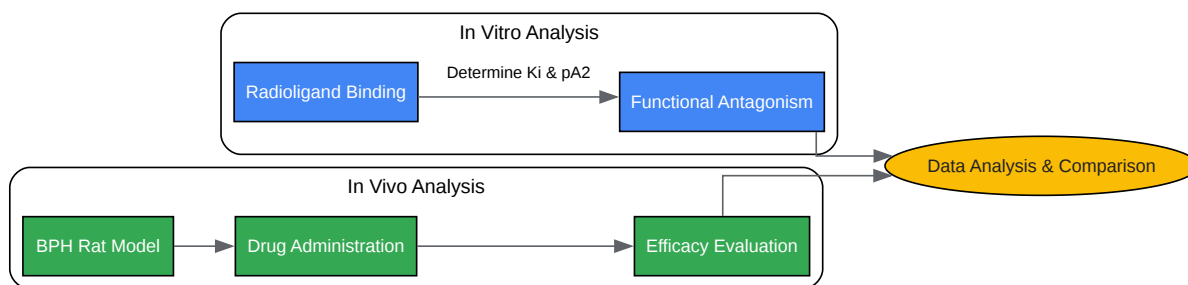 In Vitro Analysis
Radioligand Binding
Determine Ki & pA2
Functional Antagonism
Data Analysis & Comparison
In Vivo Analysis
BPH Rat Model
Drug Administration
Efficacy Evaluation